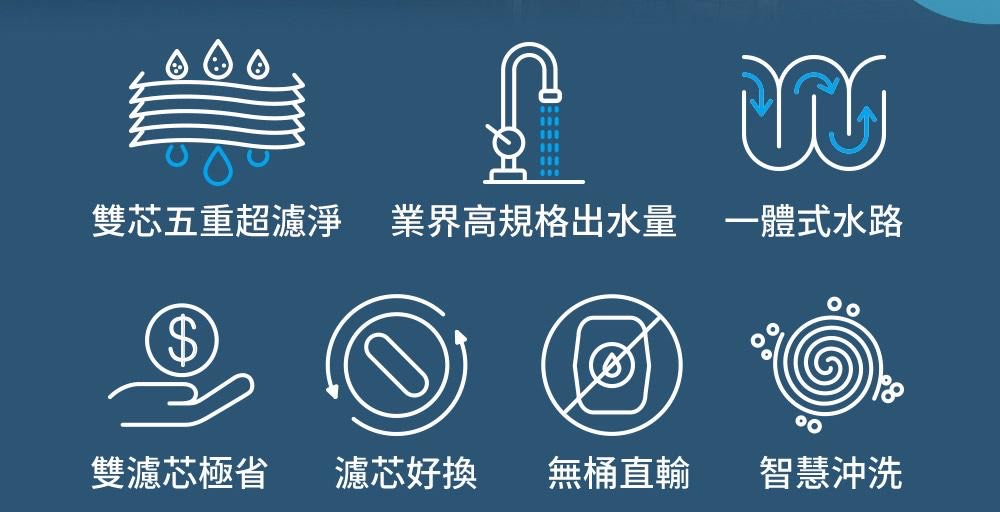 雙芯五重超濾淨
業界高規格出水量
一體式水路
$
雙濾芯極省
濾芯好換
無桶直輸
智慧沖洗